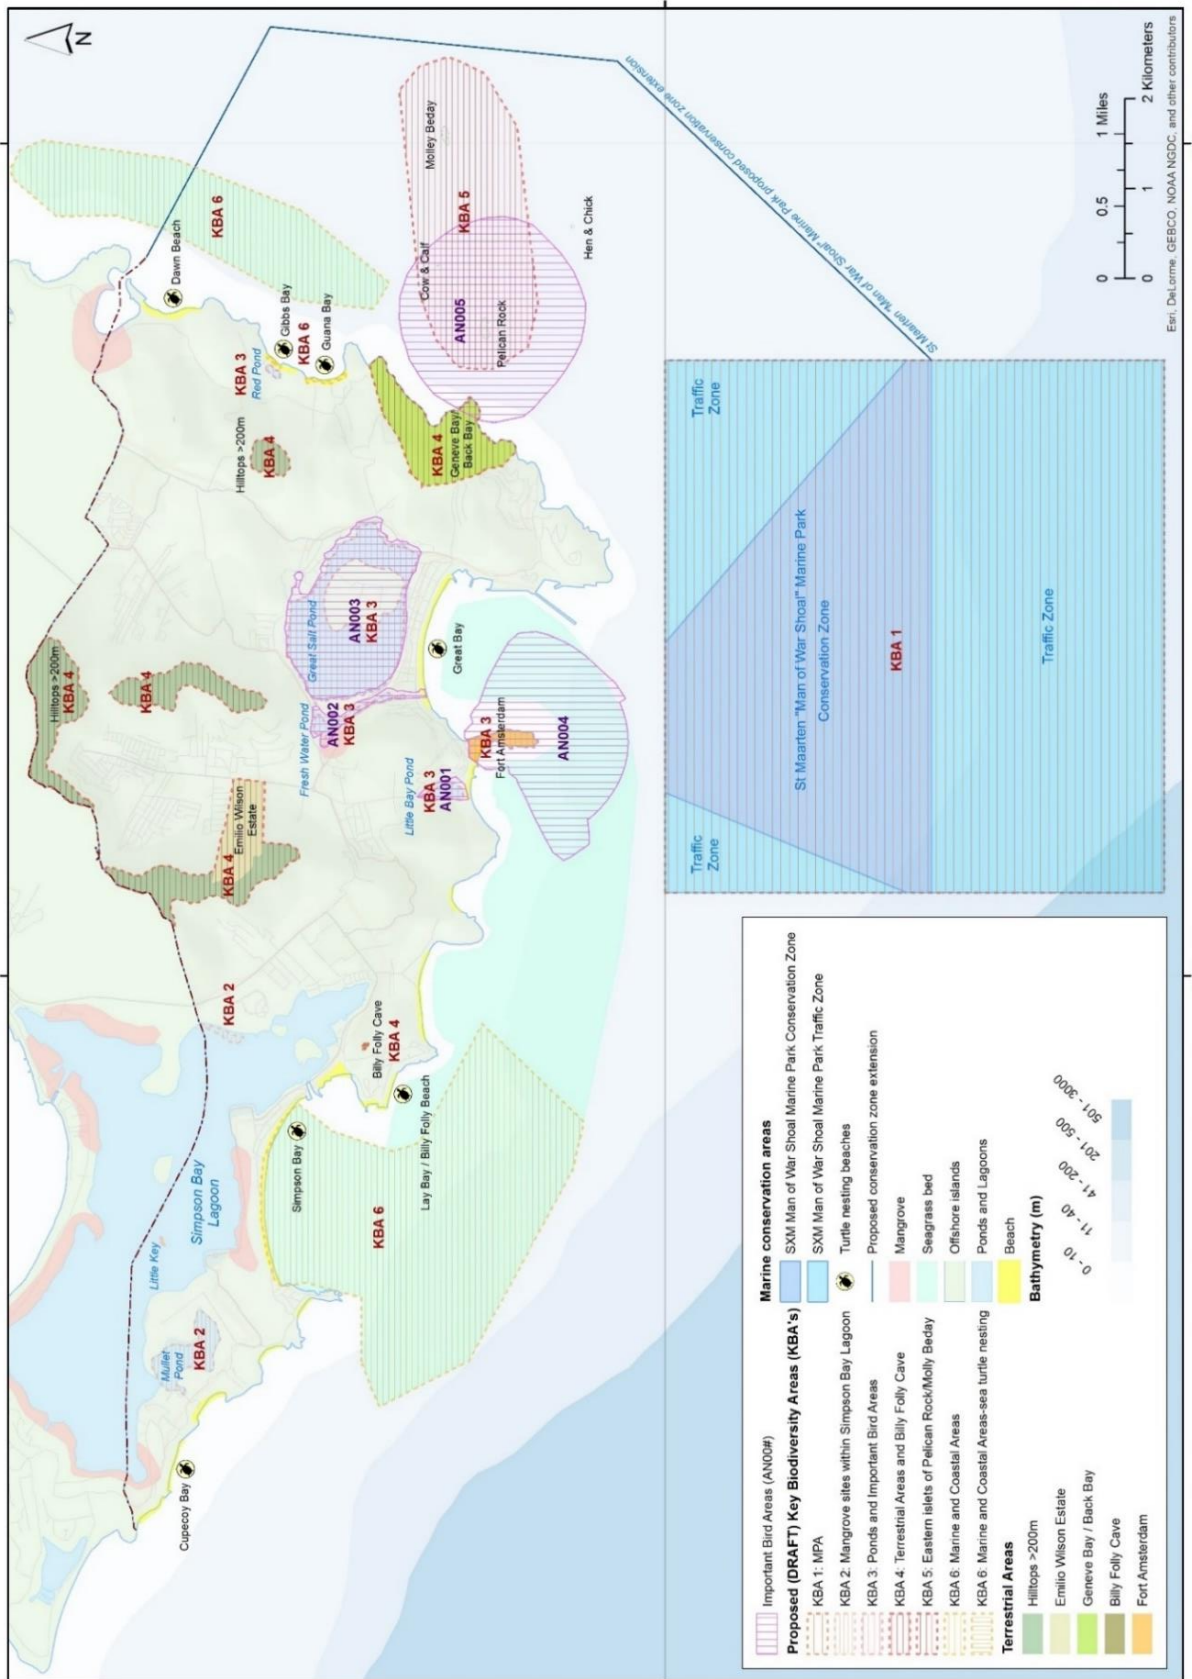 N
Dawn Beach
KBA 6
Gibbs Bay
KBA 6
Guana Bay
KBA 3
Red Pond
Hilltops >200m
KBA 4
KBA 4
Geneve Bay/
Back Bay
Molley Beday
KBA 5
Cow & Calf
AN005
Pelican Rock
Hen & Chick
St Maarten "Man of War Shoal" Marine Park proposed conservation zone extension
Hilltops >200m
KBA 4
KBA 4
Great Salt Pond
AN003
KBA 3
Fresh Water Pond
AN002
KBA 3
Great Bay
Little Bay Pond
KBA 3
AN001
KBA 3
Fort Amsterdam
AN004
Emilio Wilson
Estate
KBA 4
KBA 2
Billy Folly Cave
KBA 4
Lay Bay / Billy Folly Beach
Simpson Bay
KBA 6
Simpson Bay
Lagoon
Little Key
Mullet
Pond
KBA 2
Cupecoy Bay
Traffic
Zone
Traffic
Zone
St Maarten "Man of War Shoal" Marine Park
Conservation Zone
KBA 1
Traffic Zone
0 0.5 1 Miles
0 1 2 Kilometers
Esri, DeLorme, GEBCO, NOAA NGDC, and other contributors
Important Bird Areas (AN00#)
Proposed (DRAFT) Key Biodiversity Areas (KBA's)
KBA 1: MPA
KBA 2: Mangrove sites within Simpson Bay Lagoon
KBA 3: Ponds and Important Bird Areas
KBA 4: Terrestrial Areas and Billy Folly Cave
KBA 5: Eastern islets of Pelican Rock/Molly Beday
KBA 6: Marine and Coastal Areas
KBA 6: Marine and Coastal Areas-sea turtle nesting
Terrestrial Areas
Hilltops >200m
Emilio Wilson Estate
Geneve Bay / Back Bay
Billy Folly Cave
Fort Amsterdam
Marine conservation areas
SXM Man of War Shoal Marine Park Conservation Zone
SXM Man of War Shoal Marine Park Traffic Zone
Turtle nesting beaches
Proposed conservation zone extension
Mangrove
Seagrass bed
Offshore islands
Ponds and Lagoons
Beach
Bathymetry (m)
0 - 10
11 - 40
41 - 200
201 - 500
501 - 3000